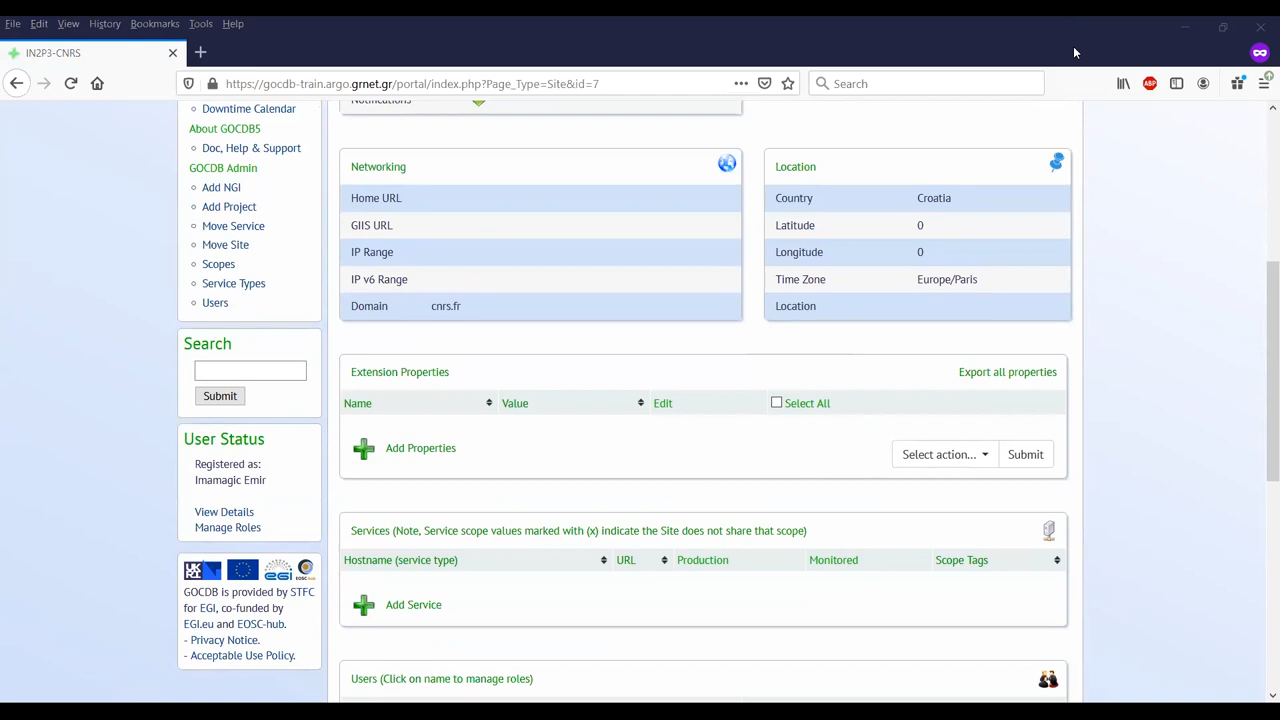 File Edit View History Bookmarks Tools Help
IN2P3-CNRS
https://gocdb-train.argo.grnet.gr/portal/index.php?Page_Type=Site&id=7
Search
ABP
Downtime Calendar
About GOCDB5
Doc, Help & Support
GOCDB Admin
Add NGI
Add Project
Move Service
Move Site
Scopes
Service Types
Users
Search
Submit
User Status
Registered as:
Imamagic Emir
View Details
Manage Roles
GOCDB is provided by STFC
for EGI, co-funded by
EGI.eu and EOSC-hub.
- Privacy Notice.
- Acceptable Use Policy.
Notifications
Networking
Home URL
GIIS URL
IP Range
IP v6 Range
Domain cnrs.fr
Location
Country Croatia
Latitude 0
Longitude 0
Time Zone Europe/Paris
Location
Extension Properties Export all properties
Name Value Edit Select All
Add Properties
Select action... Submit
Services (Note, Service scope values marked with (x) indicate the Site does not share that scope)
Hostname (service type) URL Production Monitored Scope Tags
Add Service
Users (Click on name to manage roles)